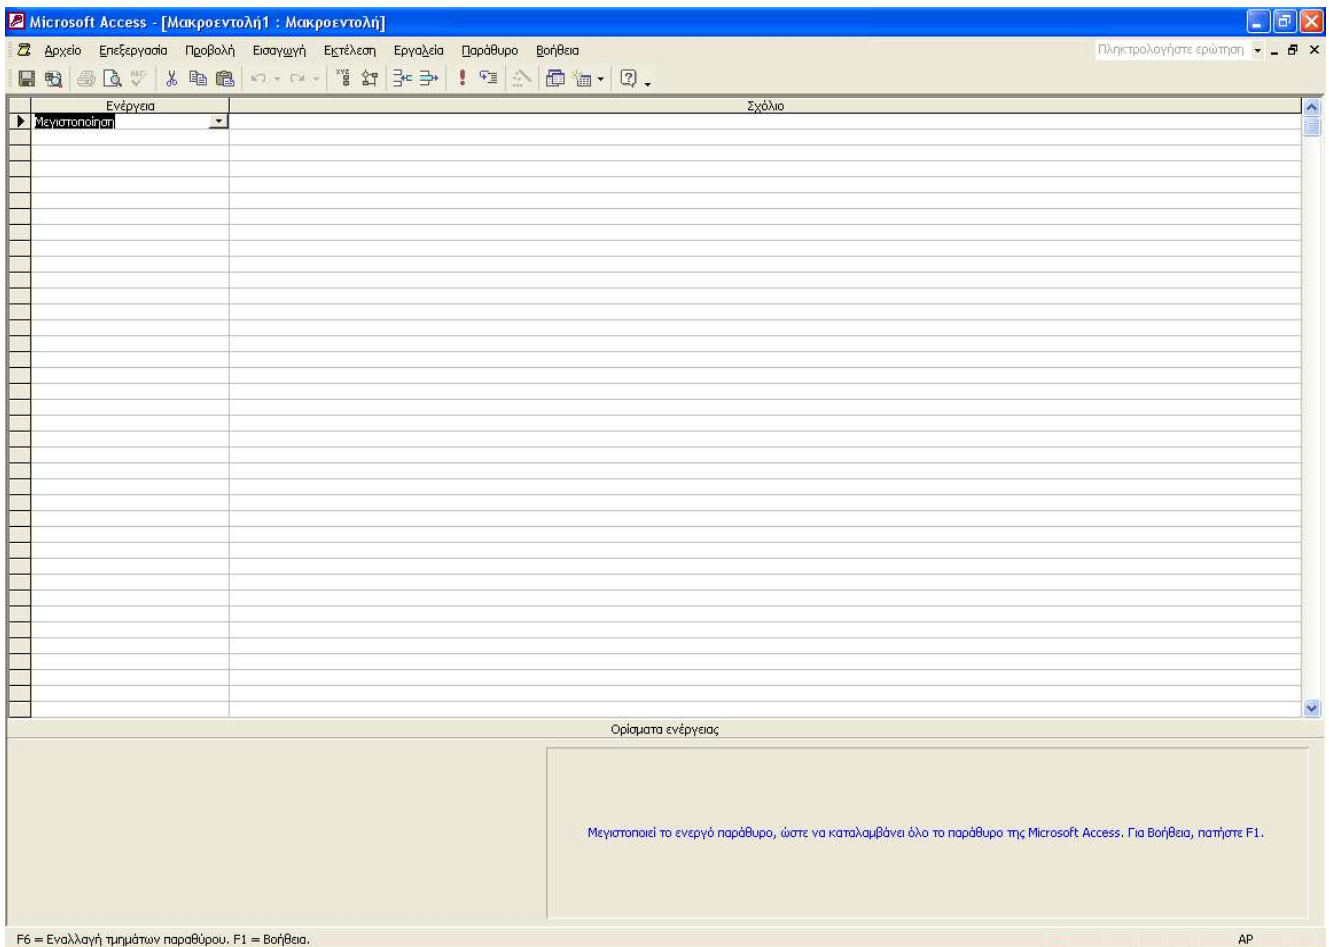 Microsoft Access - [Μακροεντολή1 : Μακροεντολή]
Αρχείο Επεξεργασία Προβολή Εισαγωγή Εκτέλεση Εργαλεία Παράθυρο Βοήθεια Πληκτρολογήστε ερώτηση
Ενέργεια Σχόλιο
Μεγιστοποίηση
Ορίσματα ενέργειας
Μεγιστοποιεί το ενεργό παράθυρο, ώστε να καταλαμβάνει όλο το παράθυρο της Microsoft Access. Για Βοήθεια, πατήστε F1.
F6 = Εναλλαγή τμημάτων παραθύρου. F1 = Βοήθεια. ΑΡ